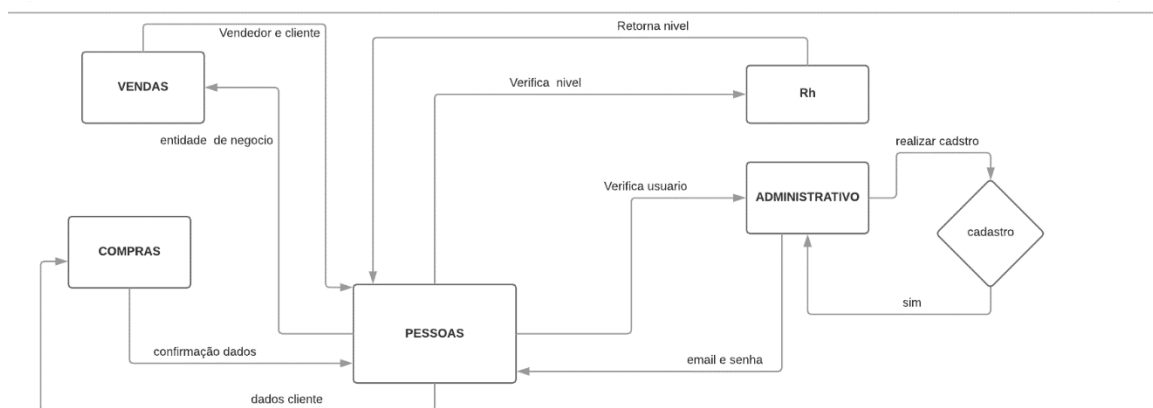 Retorna nivel
Vendedor e cliente
VENDAS
Verifica nivel
Rh
entidade de negocio
realizar cadstro
Verifica usuario
ADMINISTRATIVO
cadastro
COMPRAS
sim
PESSOAS
confirmação dados
email e senha
dados cliente